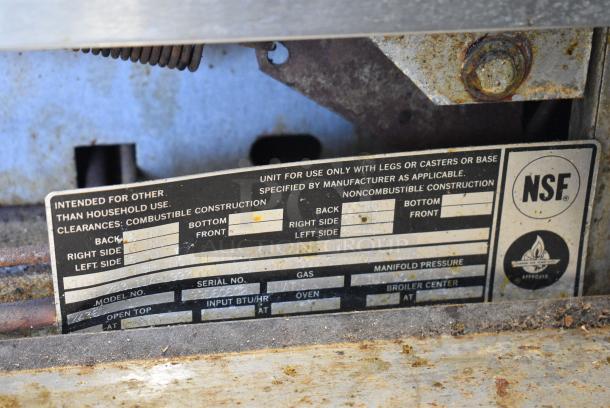 INTENDED FOR OTHER
THAN HOUSEHOLD USE.
UNIT FOR USE ONLY WITH LEGS OR CASTERS OR BASE
SPECIFIED BY MANUFACTURER AS APPLICABLE.
CLEARANCES: COMBUSTIBLE CONSTRUCTION
NONCOMBUSTIBLE CONSTRUCTION
BACK BOTTOM BACK BOTTOM
RIGHT SIDE FRONT RIGHT SIDE FRONT
LEFT SIDE LEFT SIDE
MODEL NO. SERIAL NO. GAS MANIFOLD PRESSURE
OPEN TOP INPUT BTU/HR OVEN BROILER CENTER
AT AT AT
NSF®
APPROVED
AUCTIONS GROUP